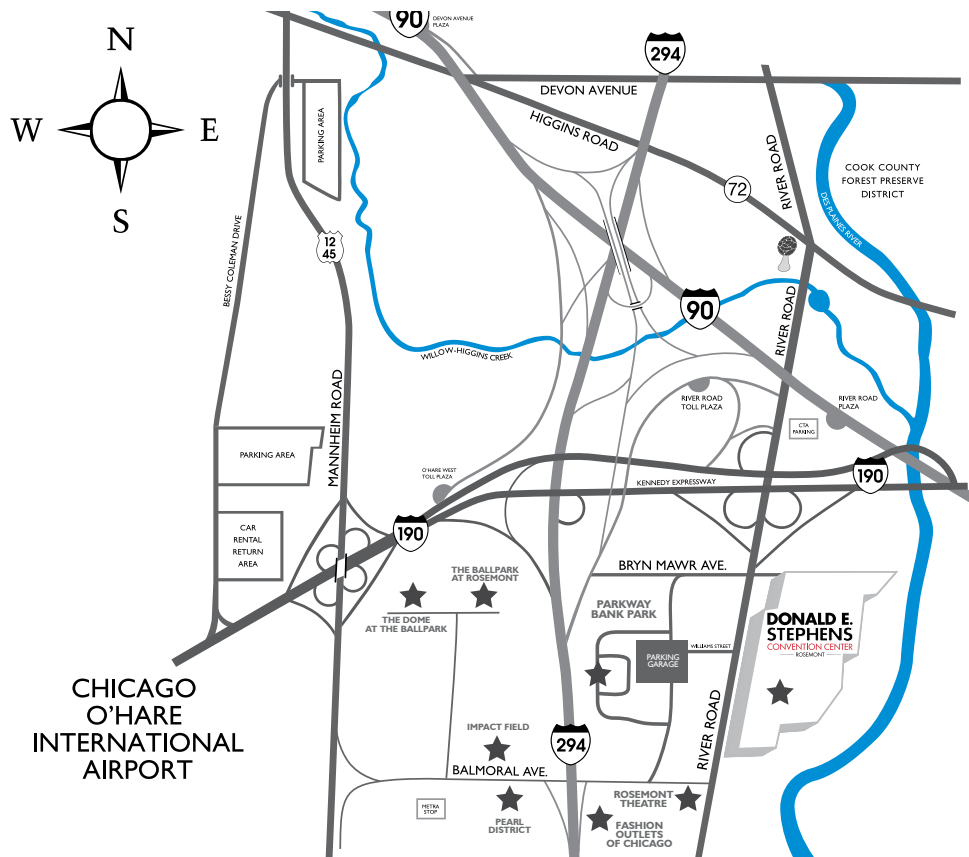 90
DEVON AVENUE
PLAZA
N
W
E
S
294
DEVON AVENUE
HIGGINS ROAD
PARKING AREA
RIVER ROAD
COOK COUNTY
FOREST PRESERVE
DISTRICT
72
DES PLAINES RIVER
BESSY COLEMAN DRIVE
12
45
90
RIVER ROAD
WILLOW-HIGGINS CREEK
MANNHEIM ROAD
RIVER ROAD
TOLL PLAZA
RIVER ROAD
PLAZA
CTA
PARKING
PARKING AREA
O'HARE WEST
TOLL PLAZA
190
KENNEDY EXPRESSWAY
CAR
RENTAL
RETURN
AREA
190
THE BALLPARK
AT ROSEMONT
BRYN MAWR AVE.
THE DOME
AT THE BALLPARK
PARKWAY
BANK PARK
DONALD E.
STEPHENS
CONVENTION CENTER
ROSEMONT
WILLIAMS STREET
PARKING
GARAGE
CHICAGO
O'HARE
INTERNATIONAL
AIRPORT
RIVER ROAD
IMPACT FIELD
294
BALMORAL AVE.
METRA
STOP
PEARL
DISTRICT
ROSEMONT
THEATRE
FASHION
OUTLETS
OF CHICAGO